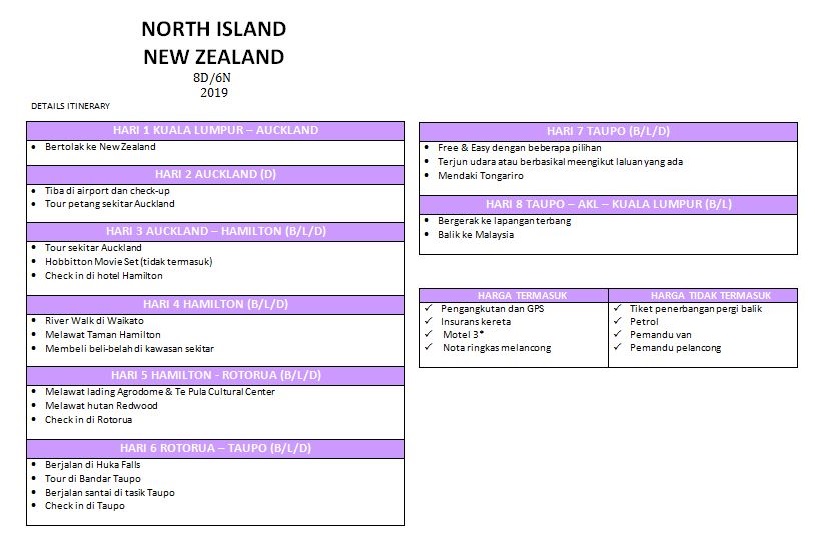 NORTH ISLAND
NEW ZEALAND
8D/6N
2019
DETAILS ITINERARY
HARI 1 KUALA LUMPUR – AUCKLAND
• Bertolak ke New Zealand
HARI 2 AUCKLAND (D)
• Tiba di airport dan check-up
• Tour petang sekitar Auckland
HARI 3 AUCKLAND – HAMILTON (B/L/D)
• Tour sekitar Auckland
• Hobbitton Movie Set (tidak termasuk)
• Check in di hotel Hamilton
HARI 4 HAMILTON (B/L/D)
• River Walk di Waikato
• Melawat Taman Hamilton
• Membeli beli-belah di kawasan sekitar
HARI 5 HAMILTON - ROTORUA (B/L/D)
• Melawat lading Agrodome & Te Pula Cultural Center
• Melawat hutan Redwood
• Check in di Rotorua
HARI 6 ROTORUA – TAUPO (B/L/D)
• Berjalan di Huka Falls
• Tour di Bandar Taupo
• Berjalan santai di tasik Taupo
• Check in di Taupo
HARI 7 TAUPO (B/L/D)
• Free & Easy dengan beberapa pilihan
• Terjun udara atau berbasikal meengikut laluan yang ada
• Mendaki Tongariro
HARI 8 TAUPO – AKL – KUALA LUMPUR (B/L)
• Bergerak ke lapangan terbang
• Balik ke Malaysia
HARGA TERMASUK
✓ Pengangkutan dan GPS
✓ Insurans kereta
✓ Motel 3*
✓ Nota ringkas melancong
HARGA TIDAK TERMASUK
✓ Tiket penerbangan pergi balik
✓ Petrol
✓ Pemandu van
✓ Pemandu pelancong